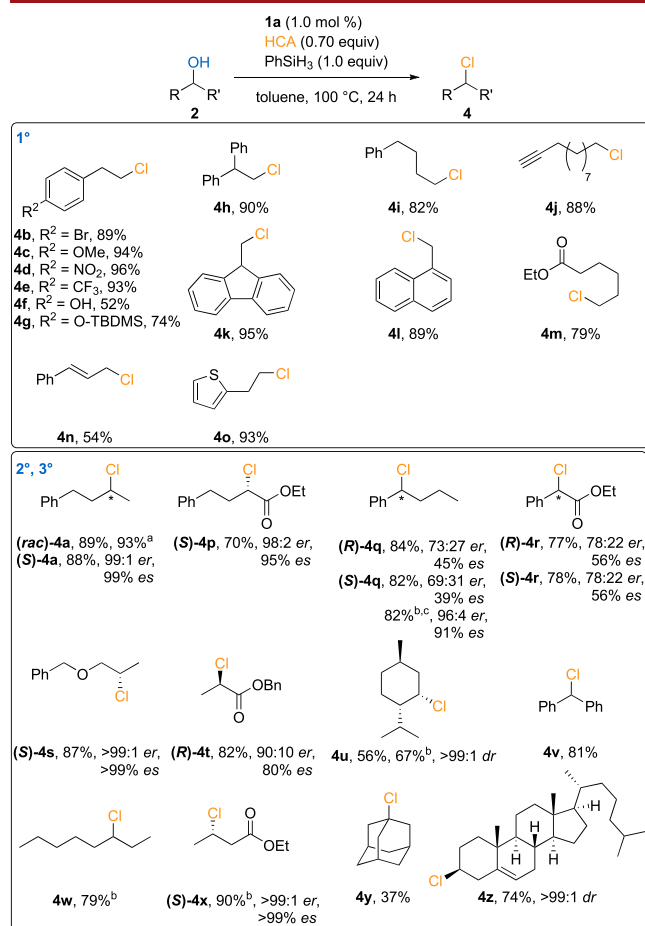 1a (1.0 mol %)
HCA (0.70 equiv)
PhSiH₃ (1.0 equiv)
OH
R R'
2
toluene, 100 °C, 24 h
Cl
R R'
4
1°
Cl
R²
4b, R² = Br, 89%
4c, R² = OMe, 94%
4d, R² = NO₂, 96%
4e, R² = CF₃, 93%
4f, R² = OH, 52%
4g, R² = O-TBDMS, 74%
Ph
Ph Cl
4h, 90%
Ph
Cl
4i, 82%
7 Cl
4j, 88%
Cl
4k, 95%
Cl
4l, 89%
O
EtO
Cl
4m, 79%
Ph Cl
4n, 54%
S Cl
4o, 93%
2°, 3°
Cl
Ph *
(rac)-4a, 89%, 93%ᵃ
(S)-4a, 88%, 99:1 er,
99% es
Cl
Ph OEt
O
(S)-4p, 70%, 98:2 er,
95% es
Cl
Ph *
(R)-4q, 84%, 73:27 er,
45% es
(S)-4q, 82%, 69:31 er,
39% es
82%ᵇ,ᶜ, 96:4 er,
91% es
Cl
Ph * OEt
O
(R)-4r, 77%, 78:22 er,
56% es
(S)-4r, 78%, 78:22 er,
56% es
Ph O
Cl
(S)-4s, 87%, >99:1 er,
>99% es
Cl
OBn
O
(R)-4t, 82%, 90:10 er,
80% es
Cl
4u, 56%, 67%ᵇ, >99:1 dr
Cl
Ph Ph
4v, 81%
Cl
4w, 79%ᵇ
Cl O
OEt
(S)-4x, 90%ᵇ, >99:1 er,
>99% es
Cl
4y, 37%
H
H H
Cl
4z, 74%, >99:1 dr